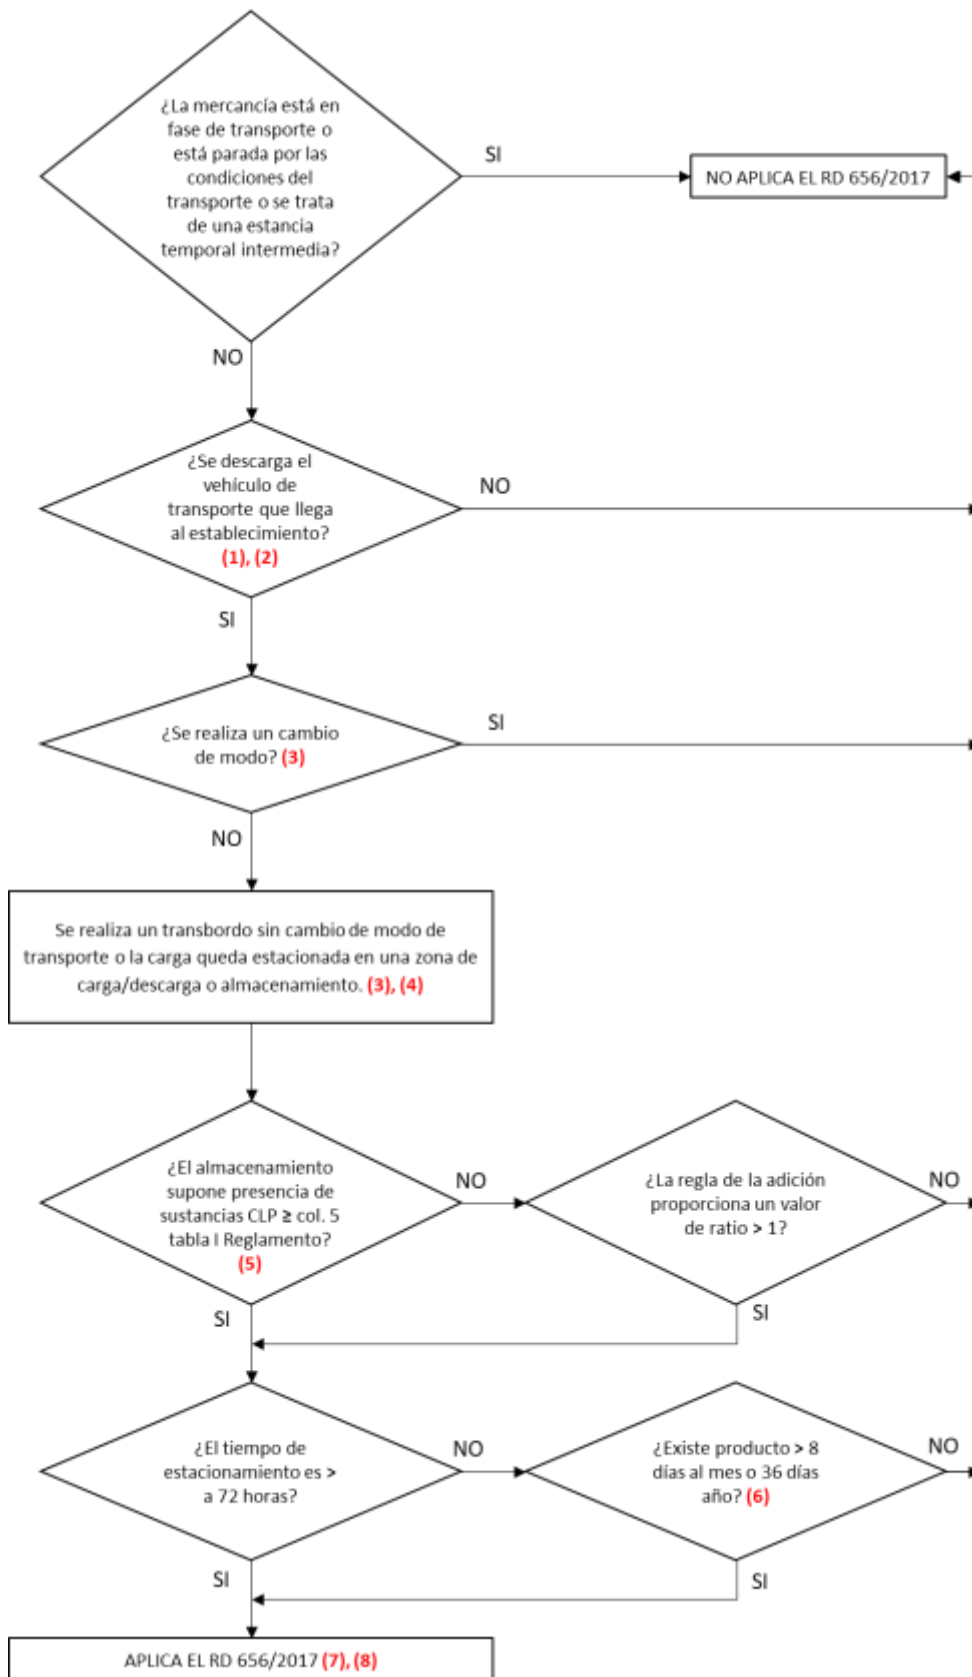 ¿La mercancía está en
fase de transporte o
está parada por las
condiciones del
transporte o se trata
de una estancia
temporal intermedia?
SI
NO APLICA EL RD 656/2017
NO
¿Se descarga el
vehículo de
transporte que llega
al establecimiento?
(1), (2)
NO
SI
¿Se realiza un cambio
de modo? (3)
SI
NO
Se realiza un transbordo sin cambio de modo de
transporte o la carga queda estacionada en una zona de
carga/descarga o almacenamiento. (3), (4)
¿El almacenamiento
supone presencia de
sustancias CLP ≥ col. 5
tabla I Reglamento?
(5)
NO
¿La regla de la adición
proporciona un valor
de ratio > 1?
NO
SI
SI
¿El tiempo de
estacionamiento es >
a 72 horas?
NO
¿Existe producto > 8
días al mes o 36 días
año? (6)
NO
SI
SI
APLICA EL RD 656/2017 (7), (8)